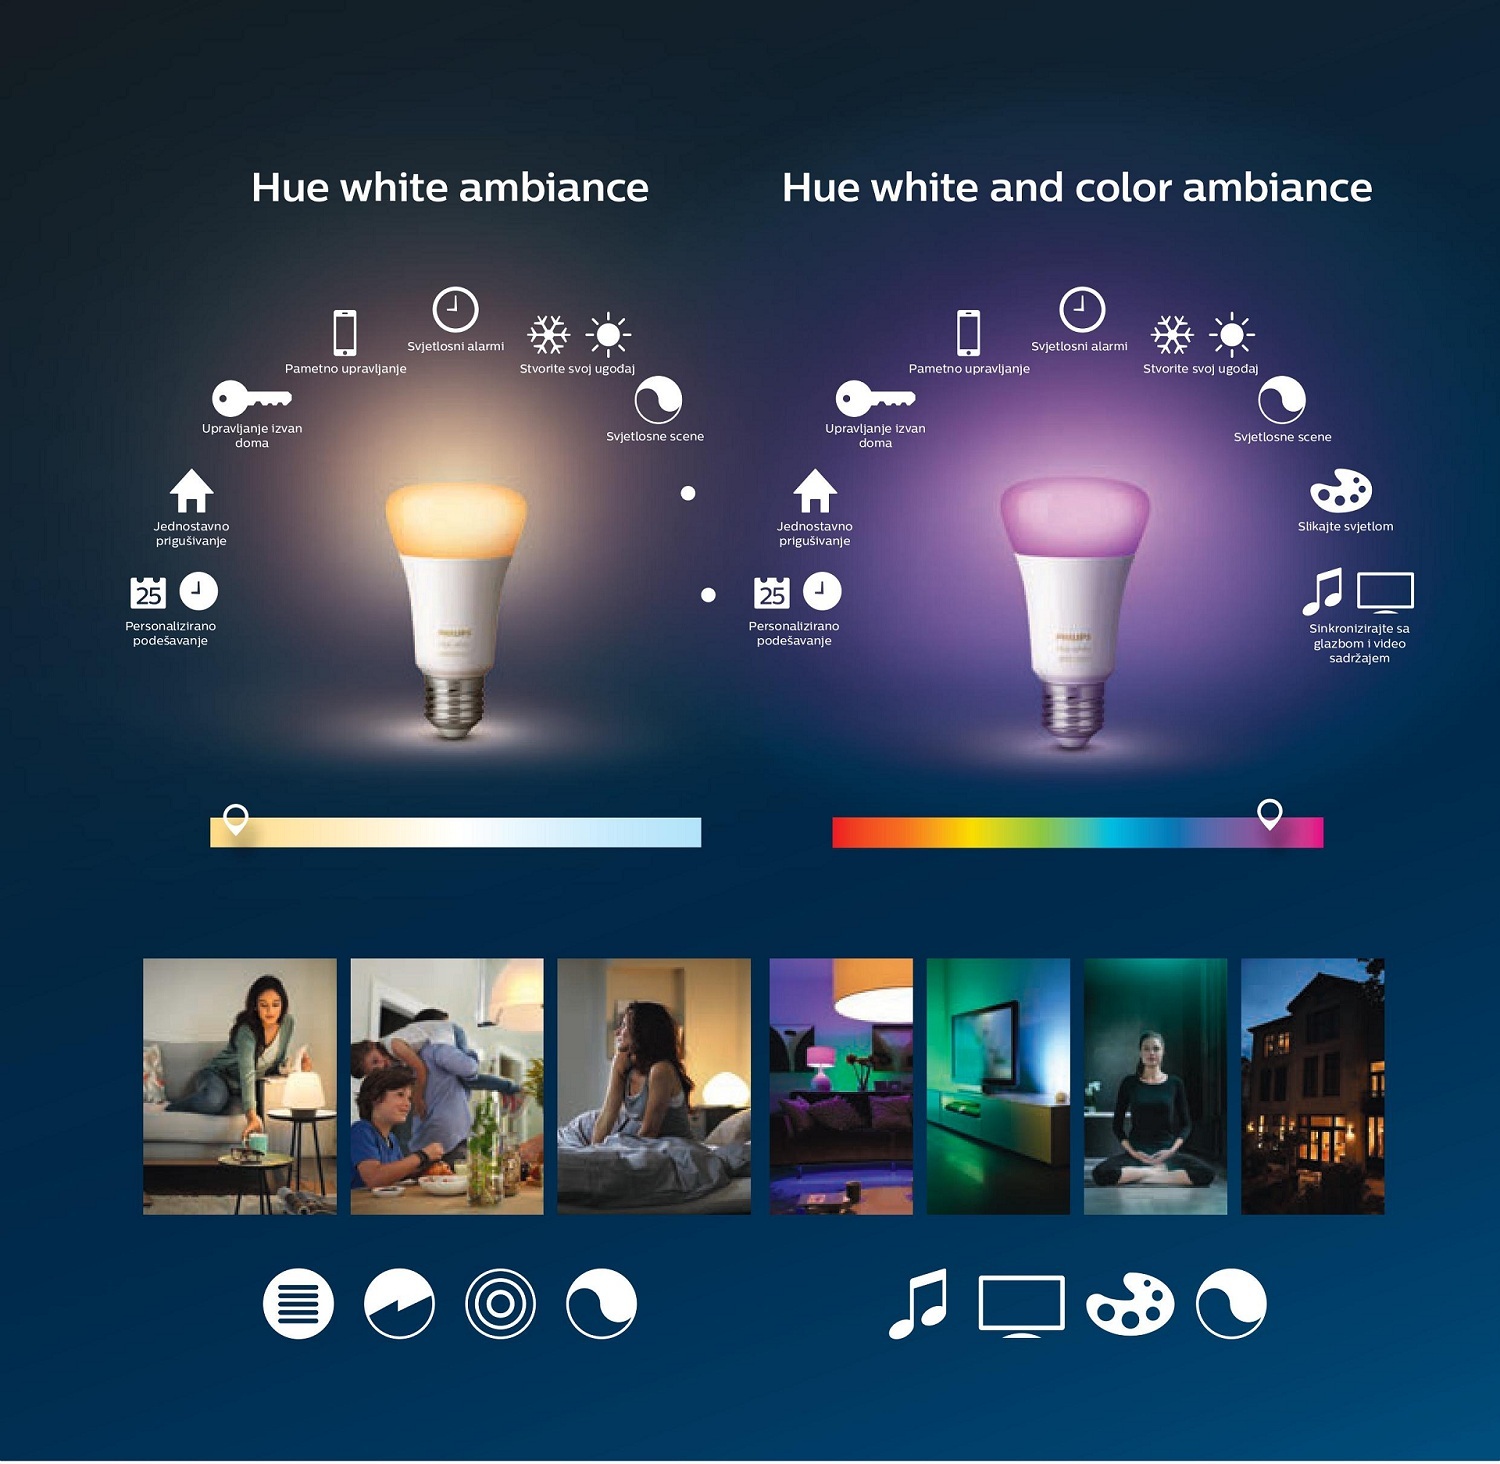 Hue white ambiance
Svjetlosni alarmi
Pametno upravljanje
Stvorite svoj ugođaj
Upravljanje izvan
doma
Svjetlosne scene
Jednostavno
prigušivanje
25
Personalizirano
podešavanje
PHILIPS
Hue white and color ambiance
Svjetlosni alarmi
Pametno upravljanje
Stvorite svoj ugođaj
Upravljanje izvan
doma
Svjetlosne scene
Jednostavno
prigušivanje
Slikajte svjetlom
25
Personalizirano
podešavanje
Sinkronizirajte sa
glazbom i video
sadržajem
PHILIPS